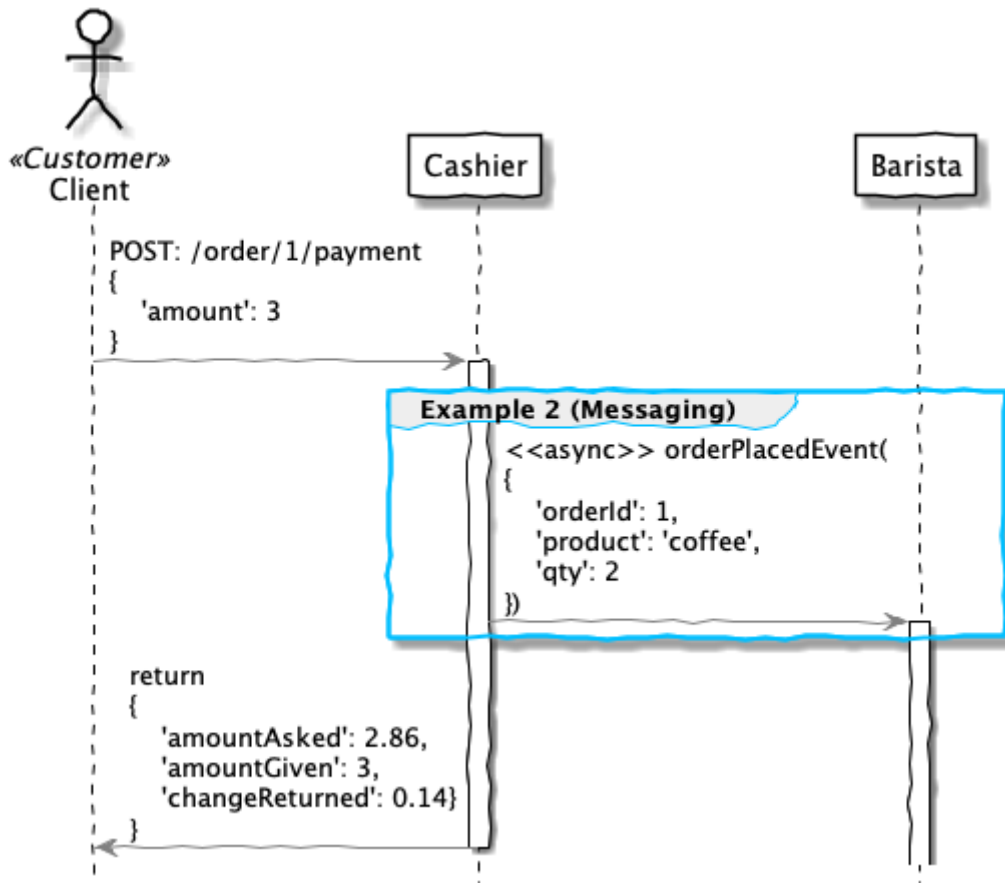 «Customer»
Client
Cashier
Barista
POST: /order/1/payment
{
'amount': 3
}
Example 2 (Messaging)
<<async>> orderPlacedEvent(
{
'orderId': 1,
'product': 'coffee',
'qty': 2
})
return
{
'amountAsked': 2.86,
'amountGiven': 3,
'changeReturned': 0.14}
}